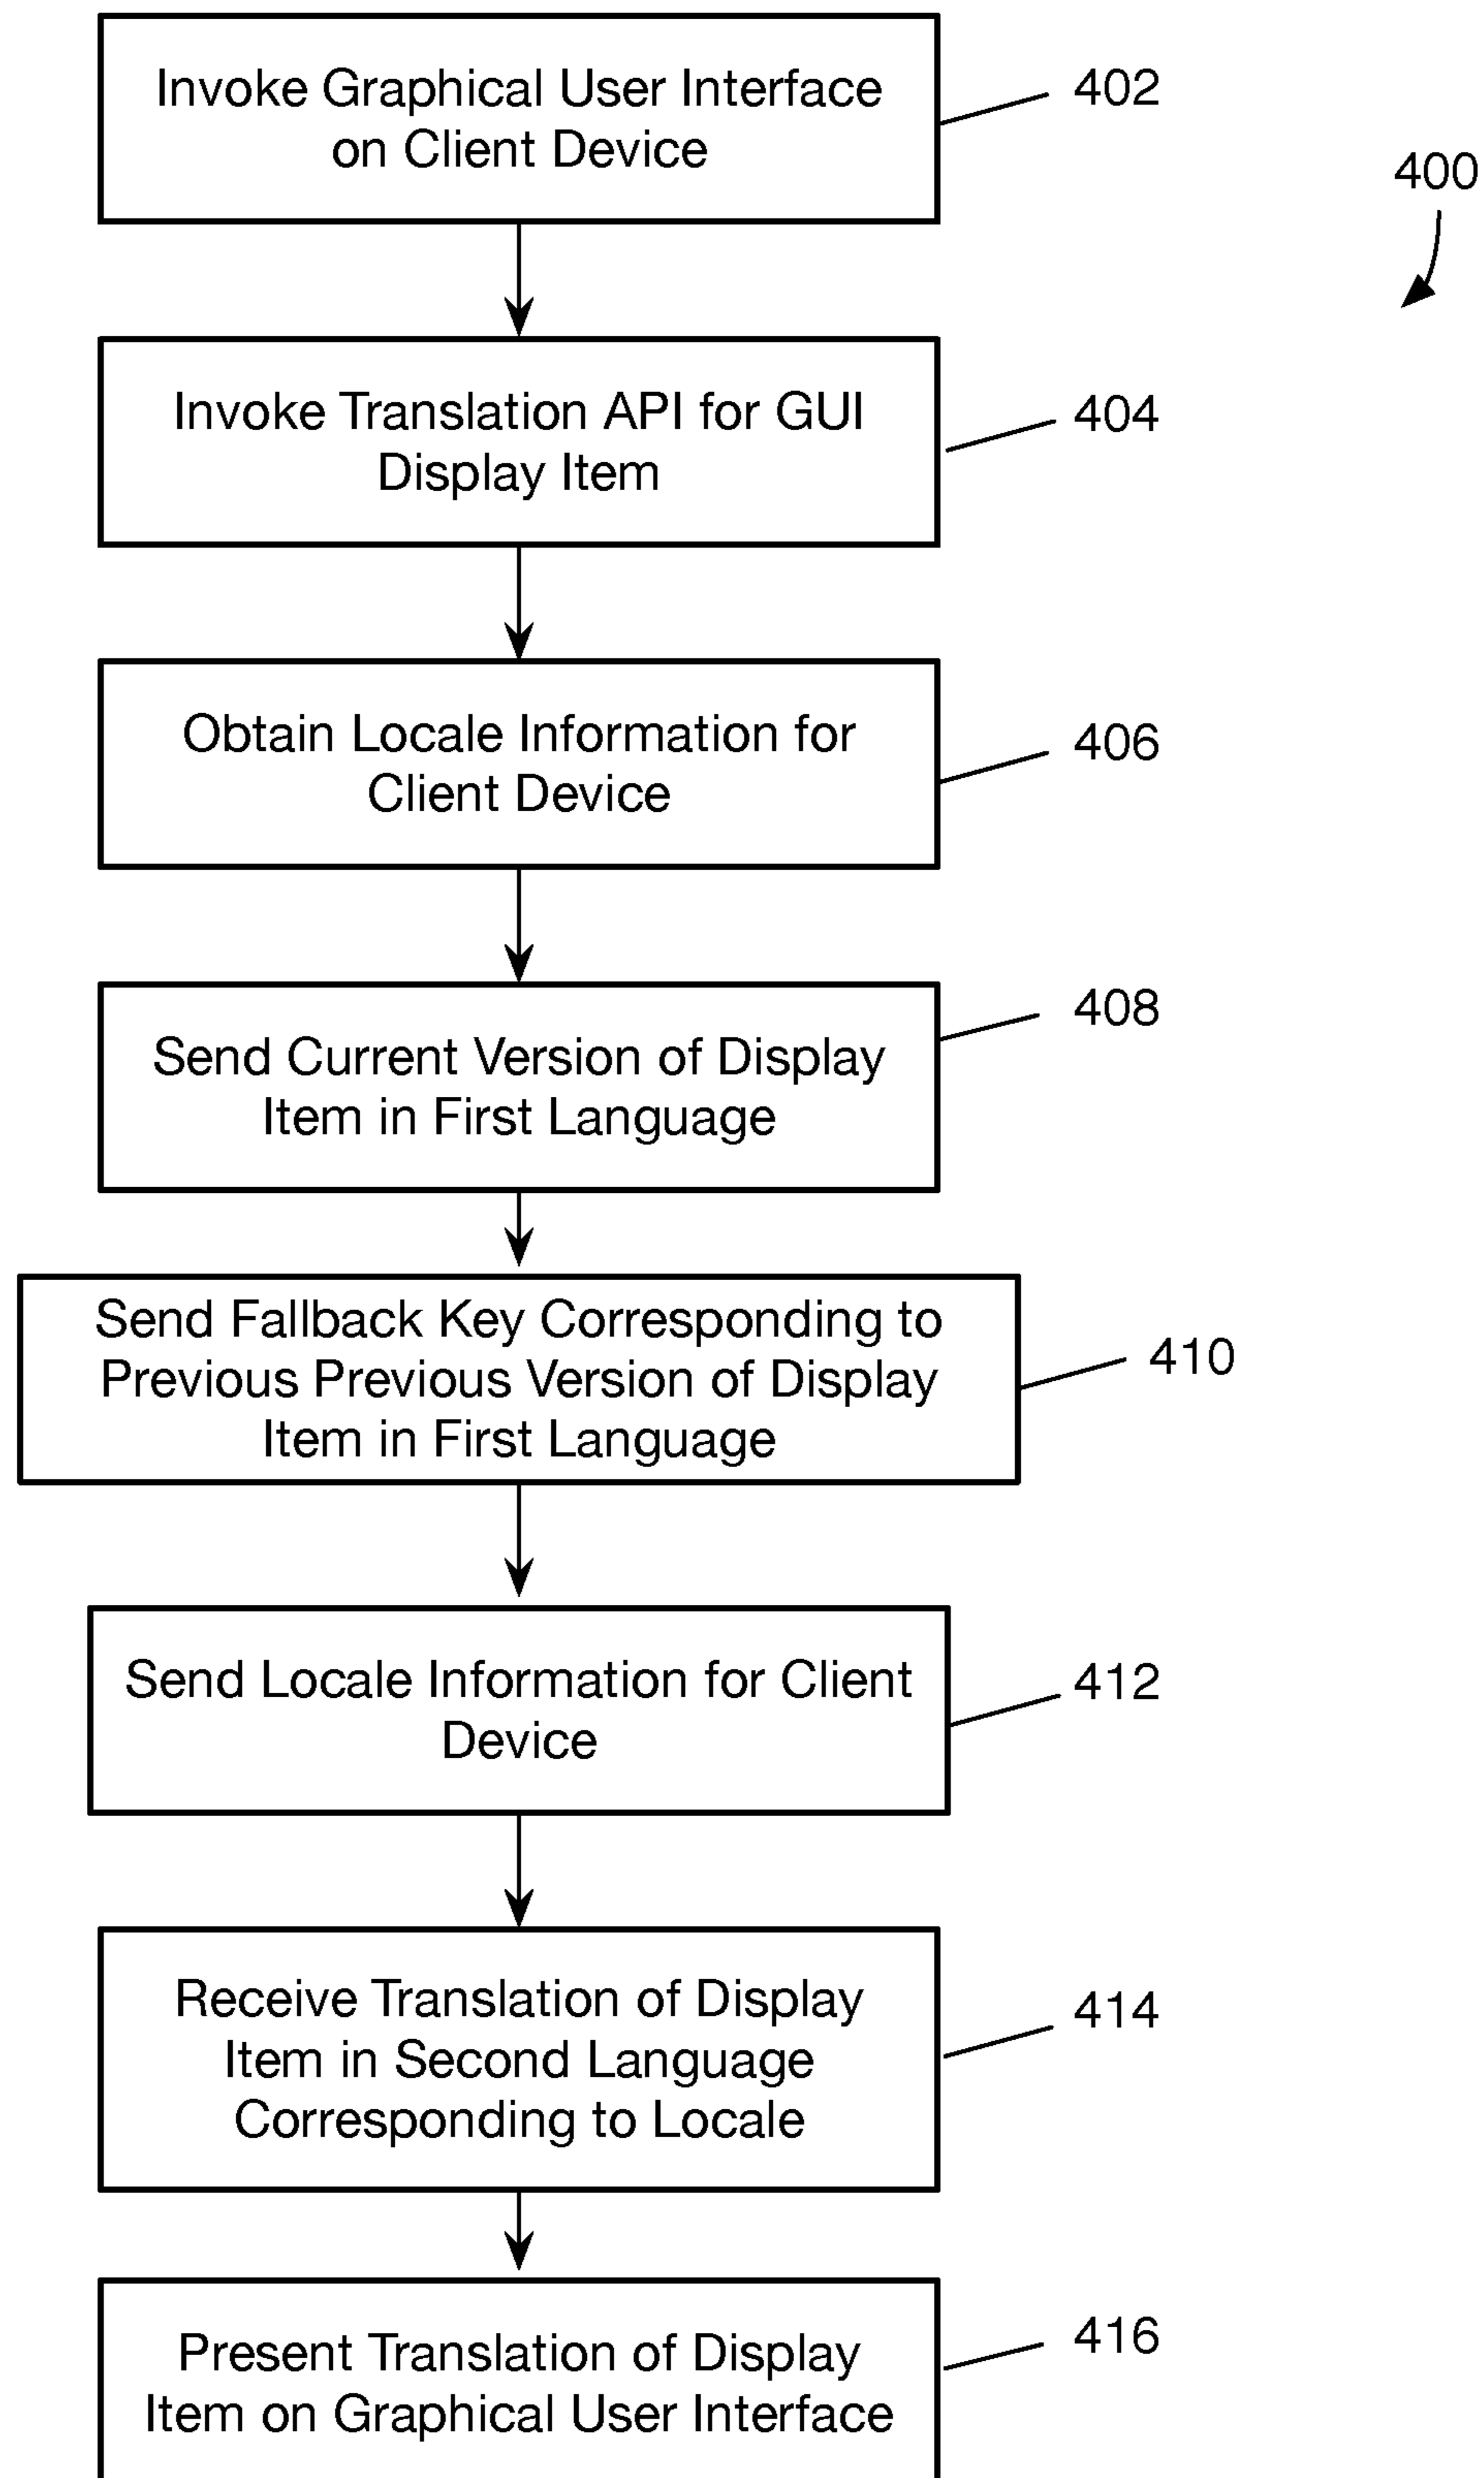 Invoke Graphical User Interface
on Client Device
402
400
Invoke Translation API for GUI
Display Item
404
Obtain Locale Information for
Client Device
406
Send Current Version of Display
Item in First Language
408
Send Fallback Key Corresponding to
Previous Previous Version of Display
Item in First Language
410
Send Locale Information for Client
Device
412
Receive Translation of Display
Item in Second Language
Corresponding to Locale
414
Present Translation of Display
Item on Graphical User Interface
416